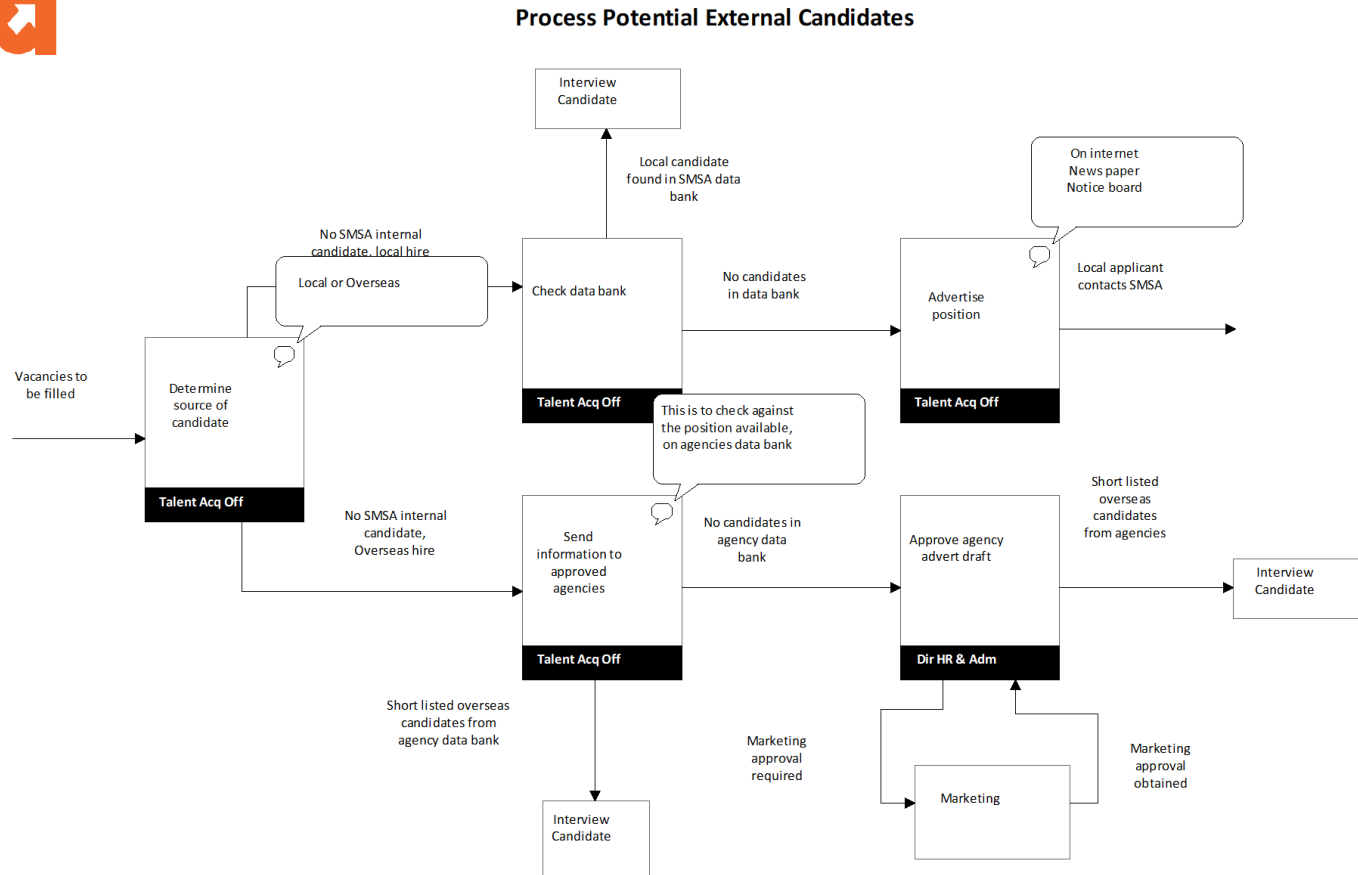 Process Potential External Candidates
Interview
Candidate
Local candidate
found in SMSA data
bank
On internet
News paper
Notice board
No SMSA internal
candidate, local hire
Local or Overseas
Check data bank
Talent Acq Off
No candidates
in data bank
Advertise
position
Talent Acq Off
Local applicant
contacts SMSA
Vacancies to
be filled
Determine
source of
candidate
Talent Acq Off
This is to check against
the position available,
on agencies data bank
No SMSA internal
candidate,
Overseas hire
Send
information to
approved
agencies
Talent Acq Off
No candidates in
agency data
bank
Approve agency
advert draft
Dir HR & Adm
Short listed
overseas
candidates
from agencies
Interview
Candidate
Short listed overseas
candidates from
agency data bank
Interview
Candidate
Marketing
approval
required
Marketing
Marketing
approval
obtained